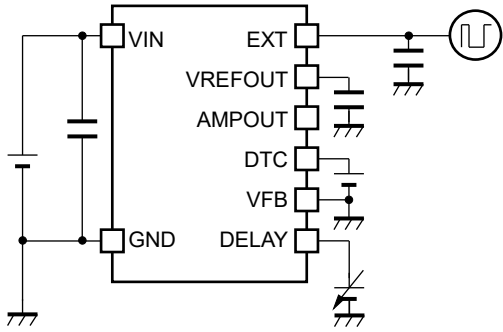 VIN
EXT
VREFOUT
AMPOUT
DTC
VFB
GND
DELAY